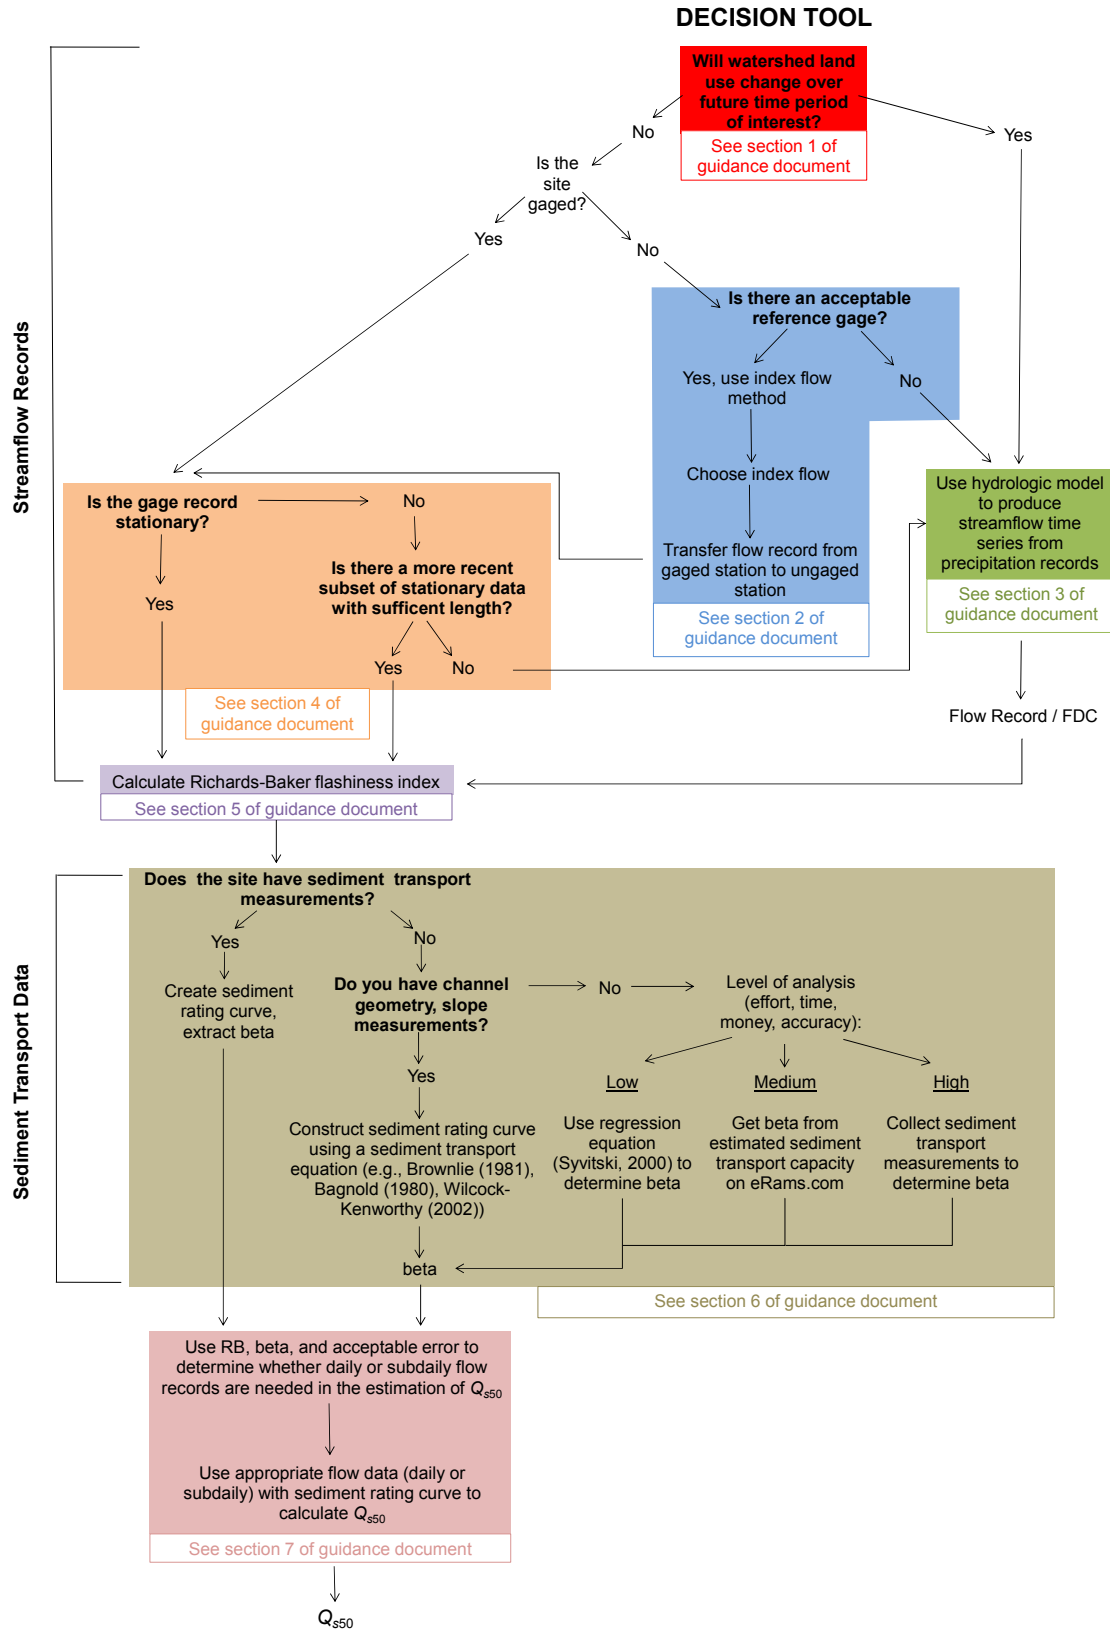 DECISION TOOL
Will watershed land
use change over
future time period
of interest?
See section 1 of
guidance document
No
Yes
Is the
site
gaged?
Yes
No
Is there an acceptable
reference gage?
Yes, use index flow
method
No
Choose index flow
Transfer flow record from
gaged station to ungaged
station
See section 2 of
guidance document
Use hydrologic model
to produce
streamflow time
series from
precipitation records
See section 3 of
guidance document
Flow Record / FDC
Streamflow Records
Is the gage record
stationary?
No
Yes
Is there a more recent
subset of stationary data
with sufficent length?
Yes
No
See section 4 of
guidance document
Calculate Richards-Baker flashiness index
See section 5 of guidance document
Sediment Transport Data
Does the site have sediment transport
measurements?
Yes
No
Create sediment
rating curve,
extract beta
Do you have channel
geometry, slope
measurements?
No
Level of analysis
(effort, time,
money, accuracy):
Yes
Low
Medium
High
Construct sediment rating curve
using a sediment transport
equation (e.g., Brownlie (1981),
Bagnold (1980), Wilcock-
Kenworthy (2002))
Use regression
equation
(Syvitski, 2000) to
determine beta
Get beta from
estimated sediment
transport capacity
on eRams.com
Collect sediment
transport
measurements to
determine beta
beta
See section 6 of guidance document
Use RB, beta, and acceptable error to
determine whether daily or subdaily flow
records are needed in the estimation of Qs50
Use appropriate flow data (daily or
subdaily) with sediment rating curve to
calculate Qs50
See section 7 of guidance document
Qs50